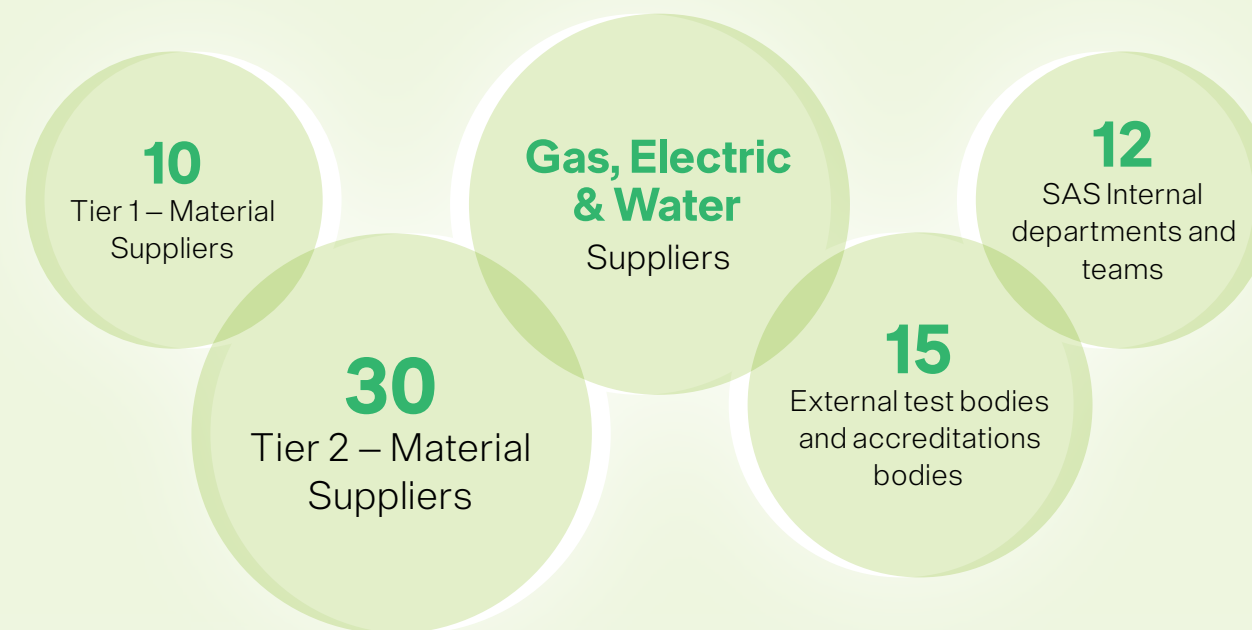 10
Tier 1 – Material
Suppliers
30
Tier 2 – Material
Suppliers
Gas, Electric
& Water
Suppliers
15
External test bodies
and accreditations
bodies
12
SAS Internal
departments and
teams